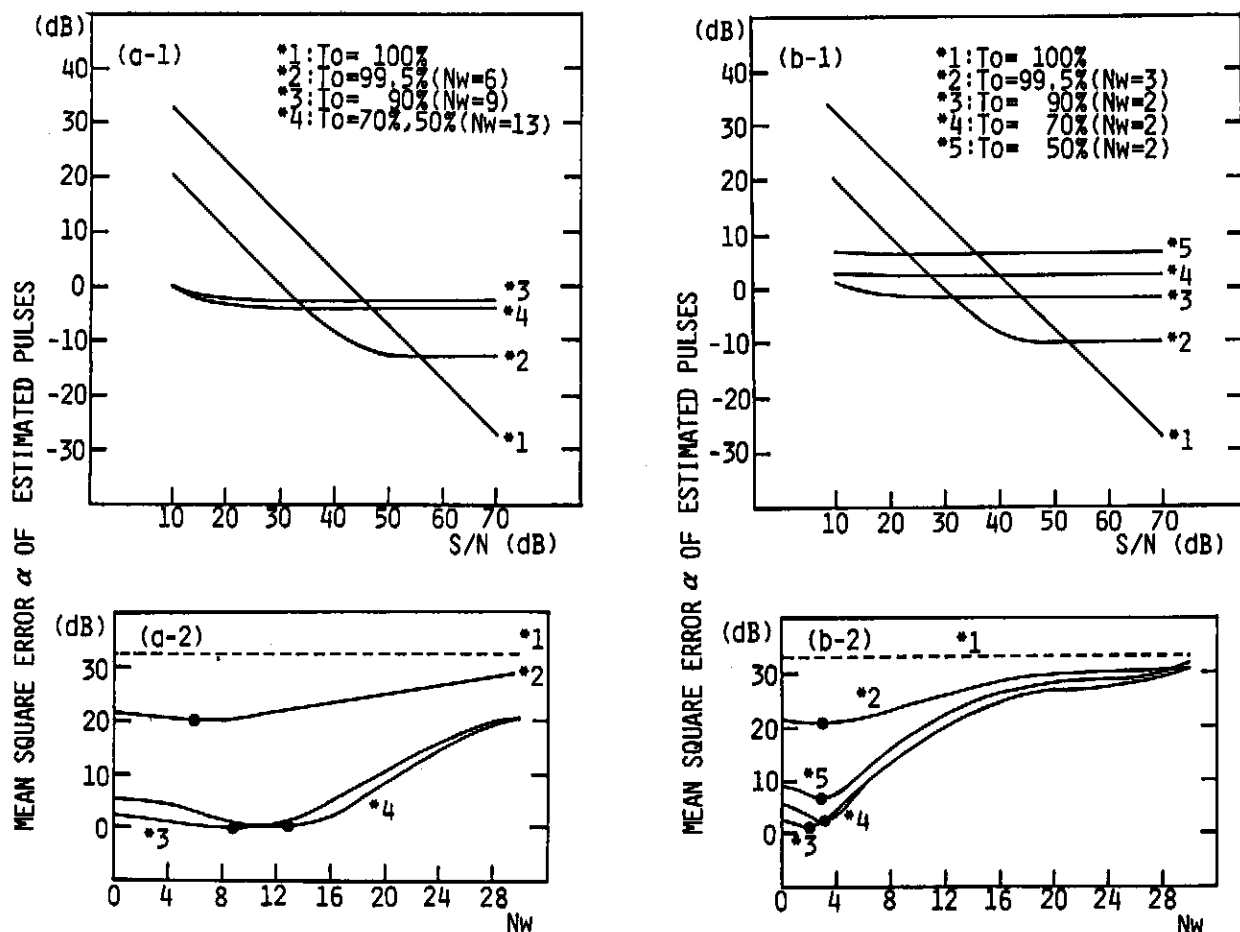 MEAN SQUARE ERROR α OF ESTIMATED PULSES
(dB)
(a-1)
*1:To= 100%
*2:To=99.5%(Nw=6)
*3:To= 90%(Nw=9)
*4:To=70%,50%(Nw=13)
40
30
20
10
0
-10
-20
-30
*3
*4
*2
*1
10 20 30 40 50 60 70
S/N (dB)
MEAN SQUARE ERROR α OF ESTIMATED PULSES
(dB)
(b-1)
*1:To= 100%
*2:To=99.5%(Nw=3)
*3:To= 90%(Nw=2)
*4:To= 70%(Nw=2)
*5:To= 50%(Nw=2)
40
30
20
10
0
-10
-20
-30
*5
*4
*3
*2
*1
10 20 30 40 50 60 70
S/N (dB)
(dB)
(a-2)
*1
*2
30
20
10
0
*3
*4
0 4 8 12 16 20 24 28
Nw
(dB)
(b-2)
*1
*2
30
20
10
0
*5
*4
*3
0 4 8 12 16 20 24 28
Nw